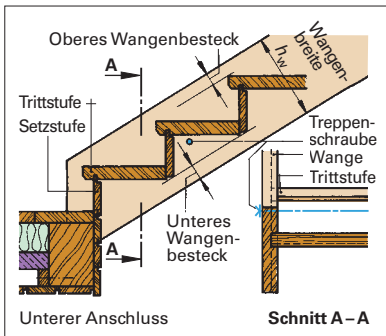 Oberes Wangenbesteck
Wangen-
breite
h_w
A
Trittstufe
Setzstufe
Treppen-
schraube
Wange
Trittstufe
Unteres
Wangen-
besteck
A
Unterer Anschluss
Schnitt A–A